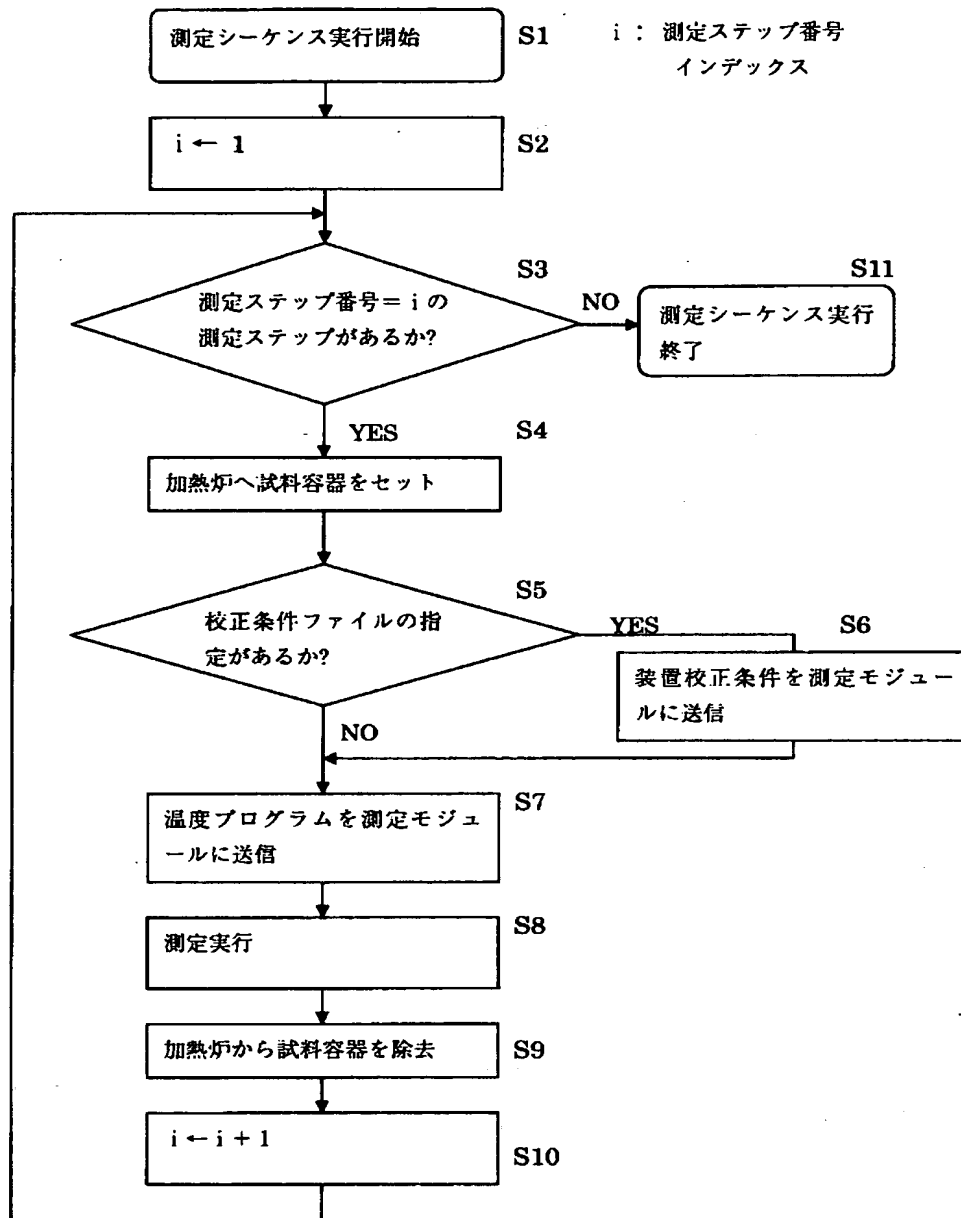 測定シーケンス実行開始
S1
i : 測定ステップ番号
インデックス
i ← 1
S2
測定ステップ番号=iの
測定ステップがあるか?
S3
NO
S11
測定シーケンス実行
終了
YES
S4
加熱炉へ試料容器をセット
校正条件ファイルの指
定があるか?
S5
YES
S6
装置校正条件を測定モジュー
ルに送信
NO
S7
温度プログラムを測定モジュ
ールに送信
S8
測定実行
加熱炉から試料容器を除去
S9
i ← i + 1
S10